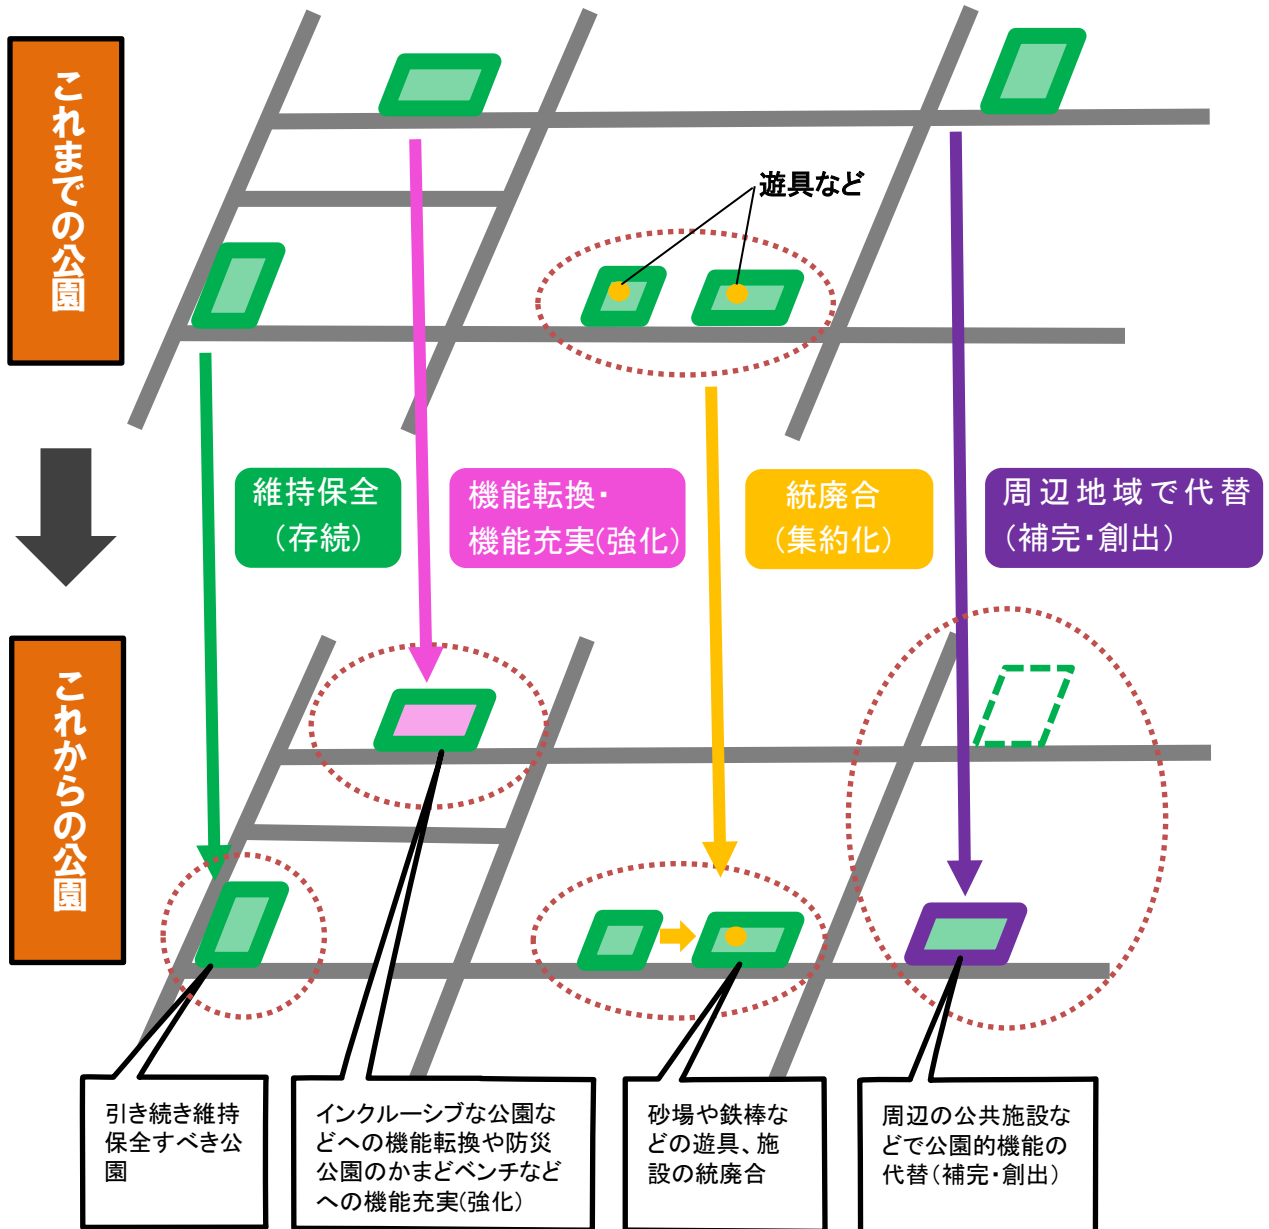 これまでの公園
遊具など
維持保全
(存続)
機能転換・
機能充実(強化)
統廃合
(集約化)
周辺地域で代替
(補完・創出)
これからの公園
引き続き維持
保全すべき公
園
インクルーシブな公園な
どへの機能転換や防災
公園のかまどベンチなど
への機能充実(強化)
砂場や鉄棒な
どの遊具、施
設の統廃合
周辺の公共施設な
どで公園的機能の
代替(補完・創出)